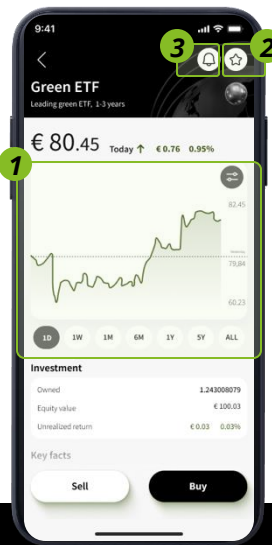 9:41
3
2
Green ETF
Leading green ETF, 1-3 years
€ 80.45 Today ↑ € 0.76 0.95%
1
82.45
79,84
60.23
1D 1W 1M 6M 1Y 5Y ALL
Investment
Owned 1.243008079
Equity value € 100.03
Unrealized return € 0.03 0.03%
Key facts
Sell Buy